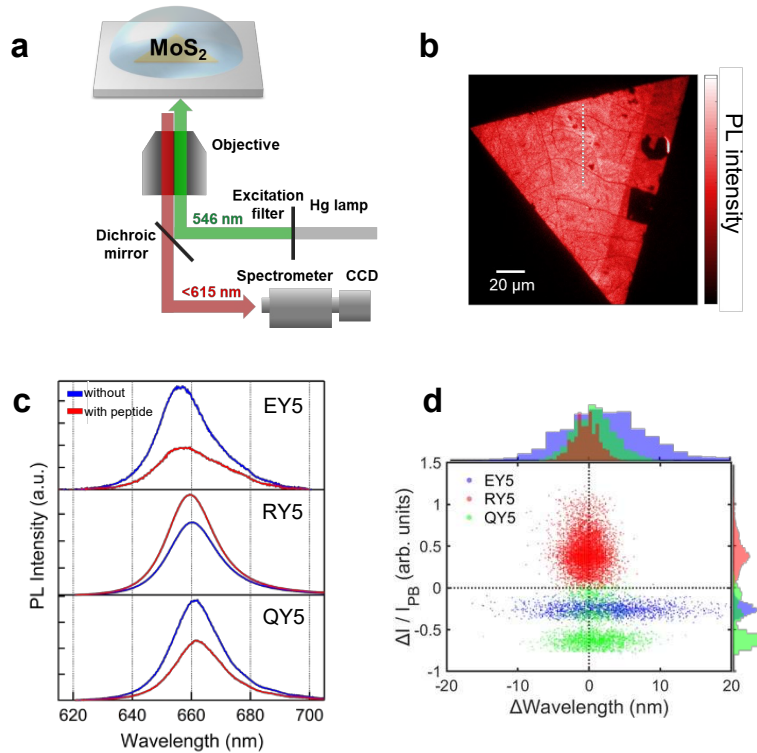 a
MoS2
Objective
Excitation
filter
Hg lamp
546 nm
Dichroic
mirror
Spectrometer
CCD
<615 nm
b
20 μm
PL intensity
c
without
with peptide
EY5
RY5
QY5
PL Intensity (a.u.)
620
640
660
680
700
Wavelength (nm)
d
EY5
RY5
QY5
1.5
1
0.5
0
-0.5
-1
ΔI / IPB (arb. units)
-20
-10
0
10
20
ΔWavelength (nm)